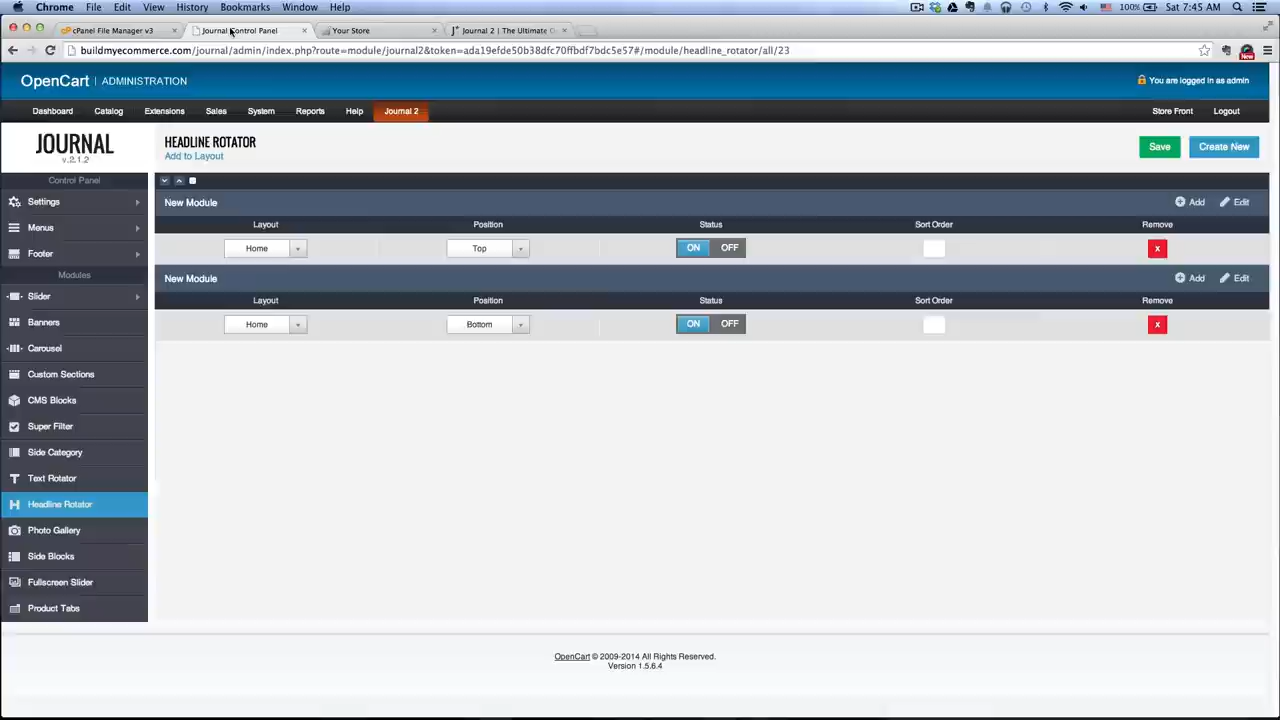 Chrome File Edit View History Bookmarks Window Help 100% Sat 7:45 AM
cPanel File Manager v3 Journal Control Panel Your Store Journal 2 | The Ultimate O
buildmyecommerce.com/journal/admin/index.php?route=module/journal2&token=ada19efde50b38dfc70ffbdf7bdc5e57#/module/headline_rotator/all/23
New
OpenCart | ADMINISTRATION You are logged in as admin
Dashboard Catalog Extensions Sales System Reports Help Journal 2 Store Front Logout
JOURNAL
v.2.1.2
HEADLINE ROTATOR
Add to Layout
Save Create New
Control Panel
Settings
Menus
Footer
Modules
Slider
Banners
Carousel
Custom Sections
CMS Blocks
Super Filter
Side Category
Text Rotator
Headline Rotator
Photo Gallery
Side Blocks
Fullscreen Slider
Product Tabs
New Module Add Edit
Layout Position Status Sort Order Remove
Home Top ON OFF x
New Module Add Edit
Layout Position Status Sort Order Remove
Home Bottom ON OFF x
OpenCart © 2009-2014 All Rights Reserved.
Version 1.5.6.4